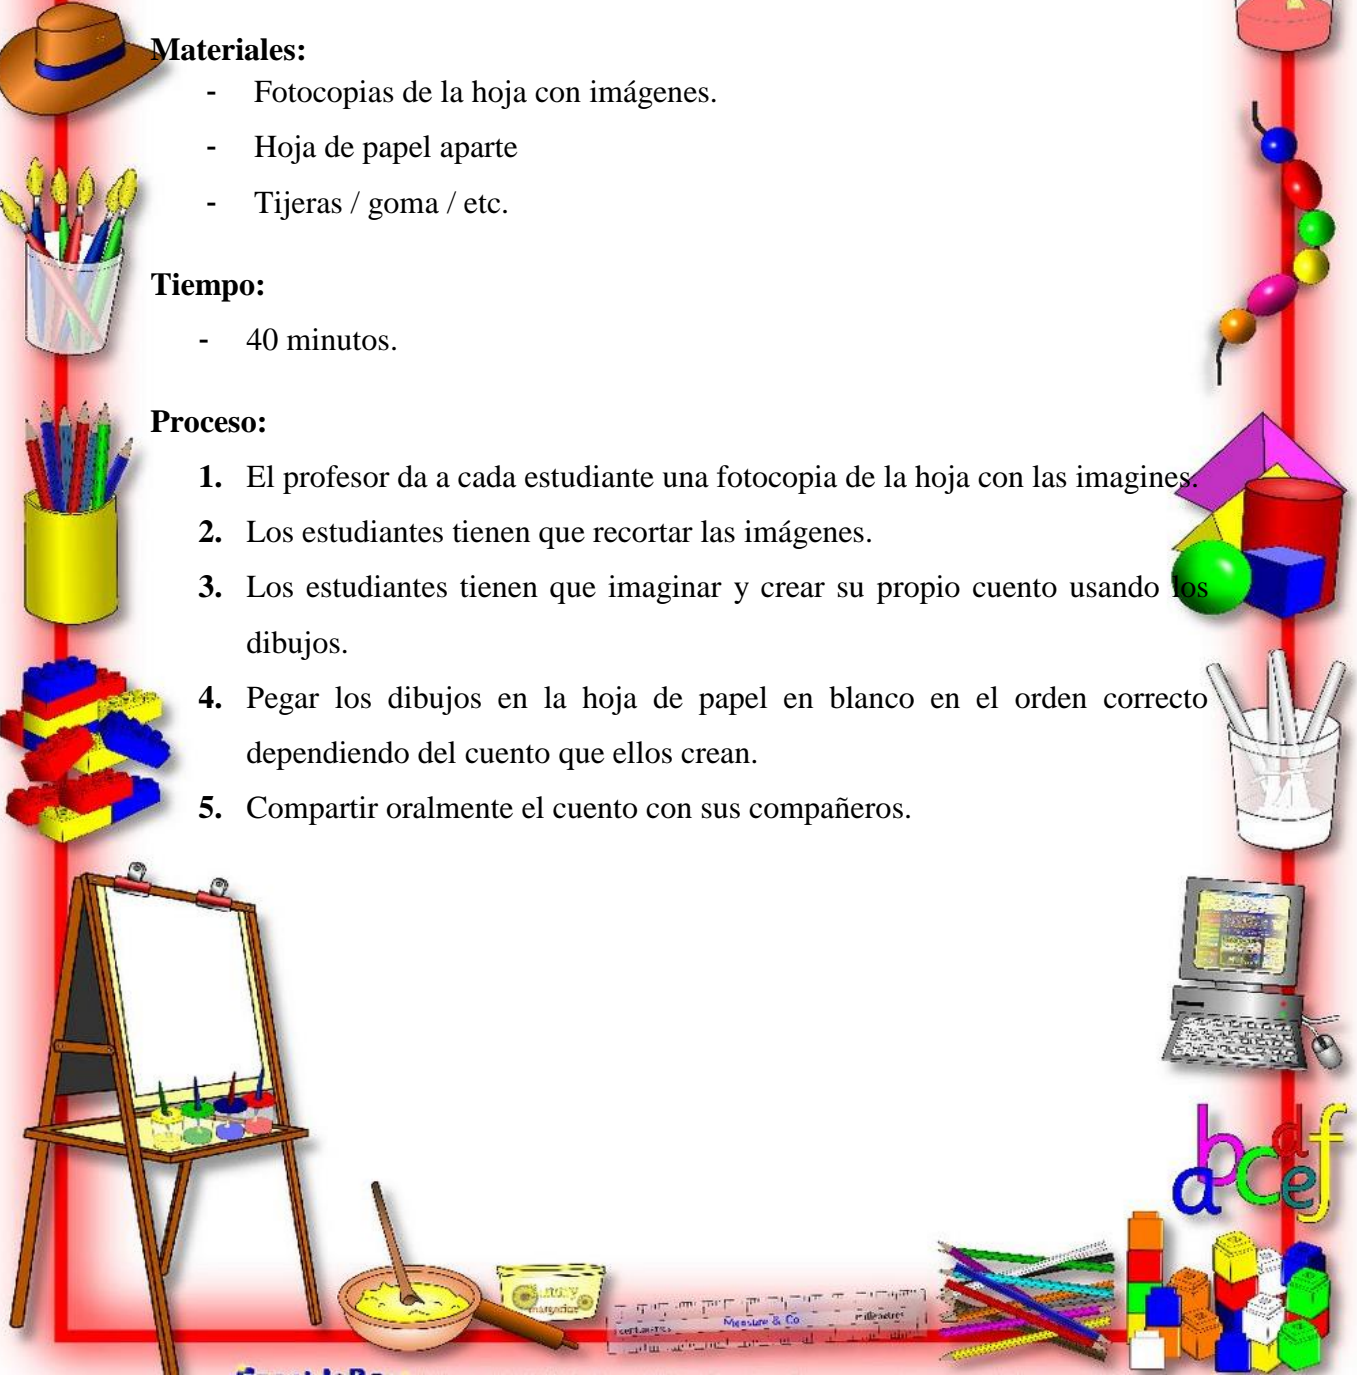 Materiales:
- Fotocopias de la hoja con imágenes.
- Hoja de papel aparte
- Tijeras / goma / etc.
Tiempo:
- 40 minutos.
Proceso:
1. El profesor da a cada estudiante una fotocopia de la hoja con las imagines.
2. Los estudiantes tienen que recortar las imágenes.
3. Los estudiantes tienen que imaginar y crear su propio cuento usando los
dibujos.
4. Pegar los dibujos en la hoja de papel en blanco en el orden correcto
dependiendo del cuento que ellos crean.
5. Compartir oralmente el cuento con sus compañeros.
b c d f
a e
margarine
Measure & Co